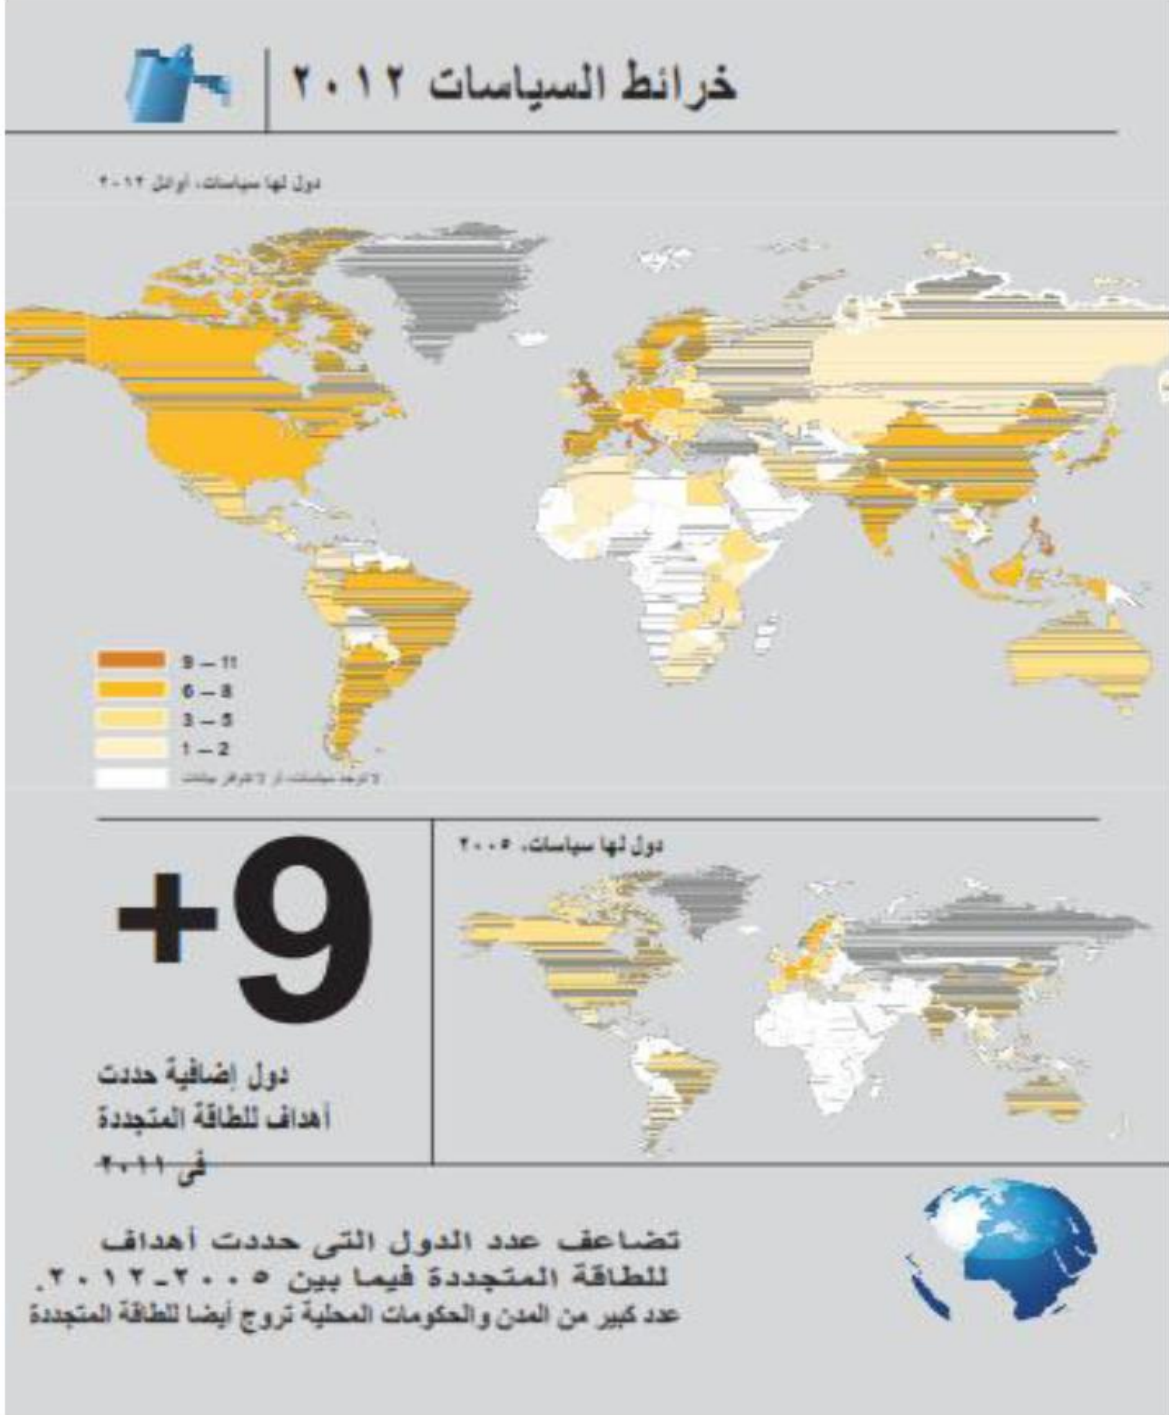 خرائط السياسات ٢٠١٢
دول لها سياسات، أوائل ٢٠١٢
9 – 11
6 – 8
3 – 5
1 – 2
لا توجد سياسات، أو لا تتوفر بيانات
+9
دول إضافية حددت
أهداف للطاقة المتجددة
فى ٢٠١١
دول لها سياسات، ٢٠٠٥
تضاعف عدد الدول التى حددت أهداف
للطاقة المتجددة فيما بين ٢٠٠٥-٢٠١٢.
عدد كبير من المدن والحكومات المحلية تروج أيضا للطاقة المتجددة